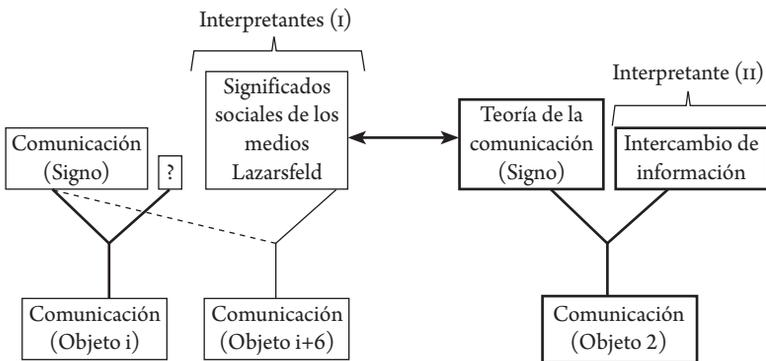 Interpretantes (I)
Significados
sociales de los
medios
Lazarsfeld
Interpretante (II)
Comunicación
(Signo)
?
Teoría de la
comunicación
(Signo)
Intercambio de
información
Comunicación
(Objeto i)
Comunicación
(Objeto i+6)
Comunicación
(Objeto 2)